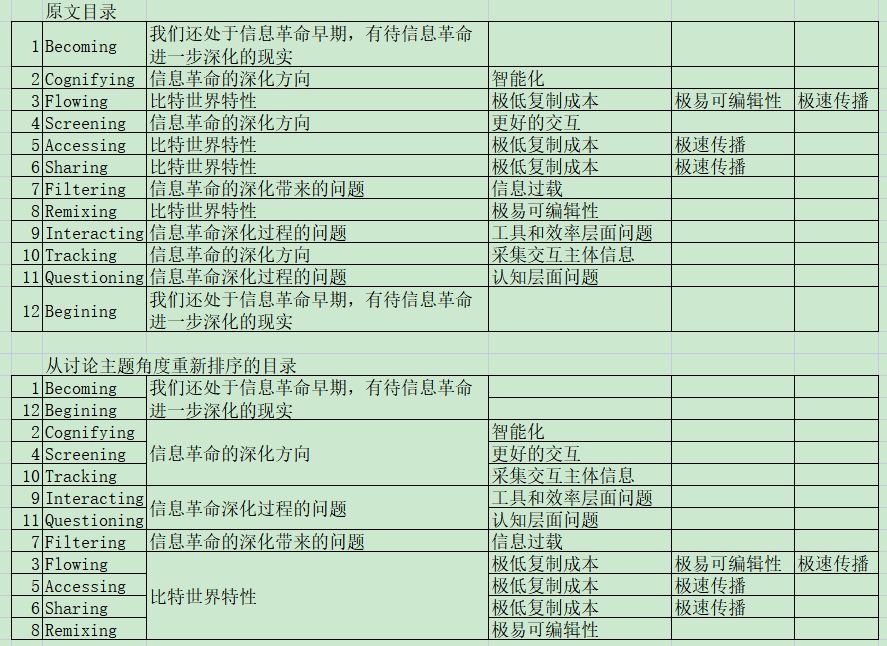 原文目录
1 Becoming 我们还处于信息革命早期，有待信息革命
进一步深化的现实
2 Cognifying 信息革命的深化方向 智能化
3 Flowing 比特世界特性 极低复制成本 极易可编辑性 极速传播
4 Screening 信息革命的深化方向 更好的交互
5 Accessing 比特世界特性 极低复制成本 极速传播
6 Sharing 比特世界特性 极低复制成本 极速传播
7 Filtering 信息革命的深化带来的问题 信息过载
8 Remixing 比特世界特性 极易可编辑性
9 Interacting 信息革命深化过程的问题 工具和效率层面问题
10 Tracking 信息革命的深化方向 采集交互主体信息
11 Questioning 信息革命深化过程的问题 认知层面问题
12 Begining 我们还处于信息革命早期，有待信息革命
进一步深化的现实
从讨论主题角度重新排序的目录
1 Becoming 我们还处于信息革命早期，有待信息革命
12 Begining 进一步深化的现实
2 Cognifying 智能化
4 Screening 信息革命的深化方向 更好的交互
10 Tracking 采集交互主体信息
9 Interacting 信息革命深化过程的问题 工具和效率层面问题
11 Questioning 认知层面问题
7 Filtering 信息革命的深化带来的问题 信息过载
3 Flowing 极低复制成本 极易可编辑性 极速传播
5 Accessing 比特世界特性 极低复制成本 极速传播
6 Sharing 极低复制成本 极速传播
8 Remixing 极易可编辑性